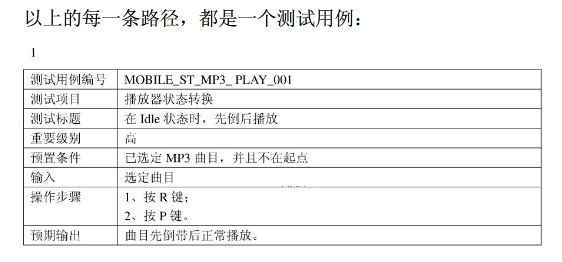 以上的每一条路径，都是一个测试用例：
1
测试用例编号 MOBILE_ST_MP3_ PLAY_001
测试项目 播放器状态转换
测试标题 在 Idle 状态时，先倒后播放
重要级别 高
预置条件 已选定 MP3 曲目，并且不在起点
输入 选定曲目
操作步骤 1、按 R 键；
2、按 P 键。
预期输出 曲目先倒带后正常播放。